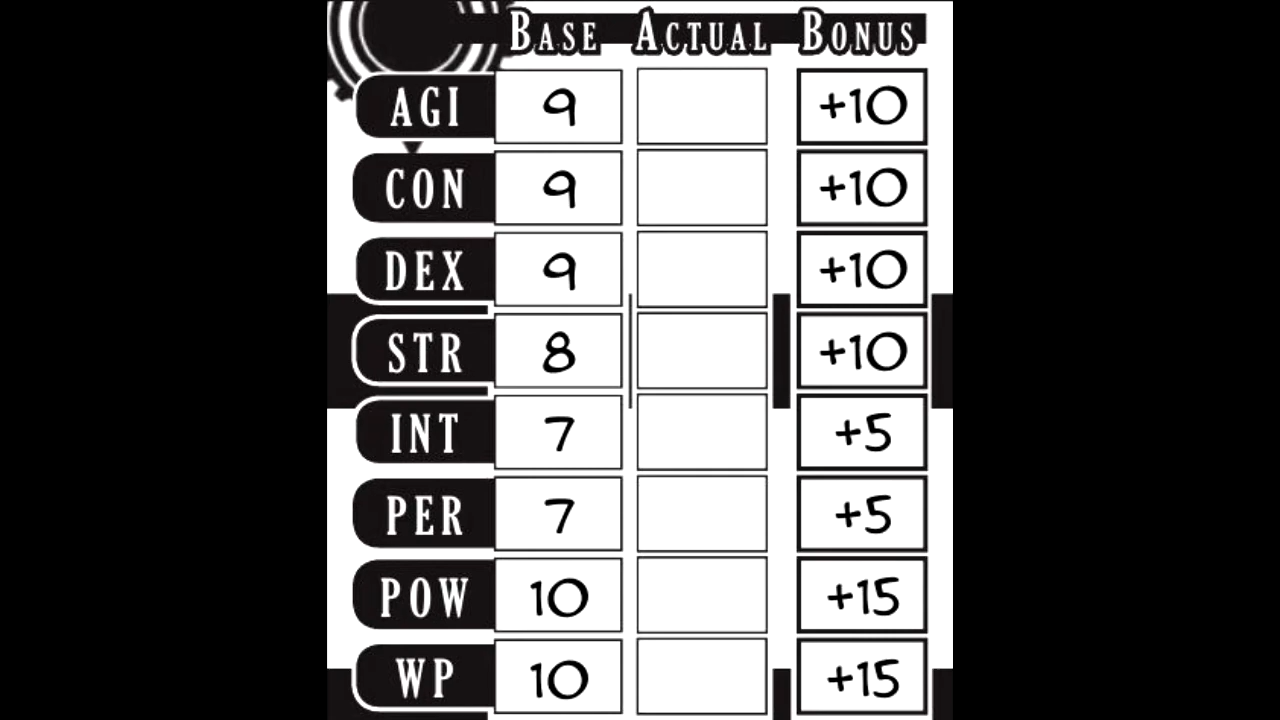 BASE ACTUAL BONUS
AGI 9 +10
CON 9 +10
DEX 9 +10
STR 8 +10
INT 7 +5
PER 7 +5
POW 10 +15
WP 10 +15